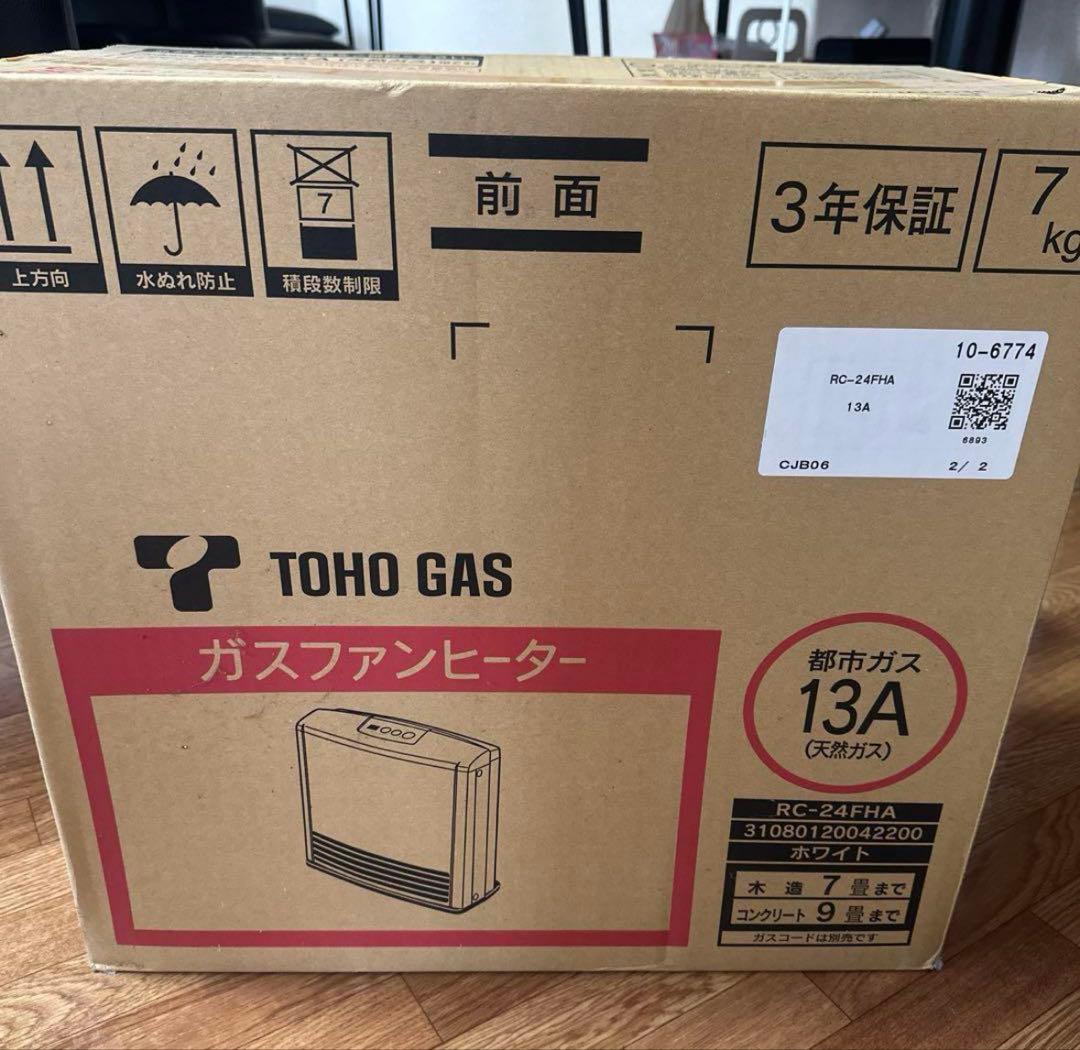 上方向
水ぬれ防止
7
積段数制限
前面
3年保証
7
kg
10-6774
RC-24FHA
13A
6893
CJB06
2/ 2
TOHO GAS
ガスファンヒーター
都市ガス
13A
(天然ガス)
RC-24FHA
31080120042200
ホワイト
木造 7畳まで
コンクリート 9畳まで
ガスコードは別売です